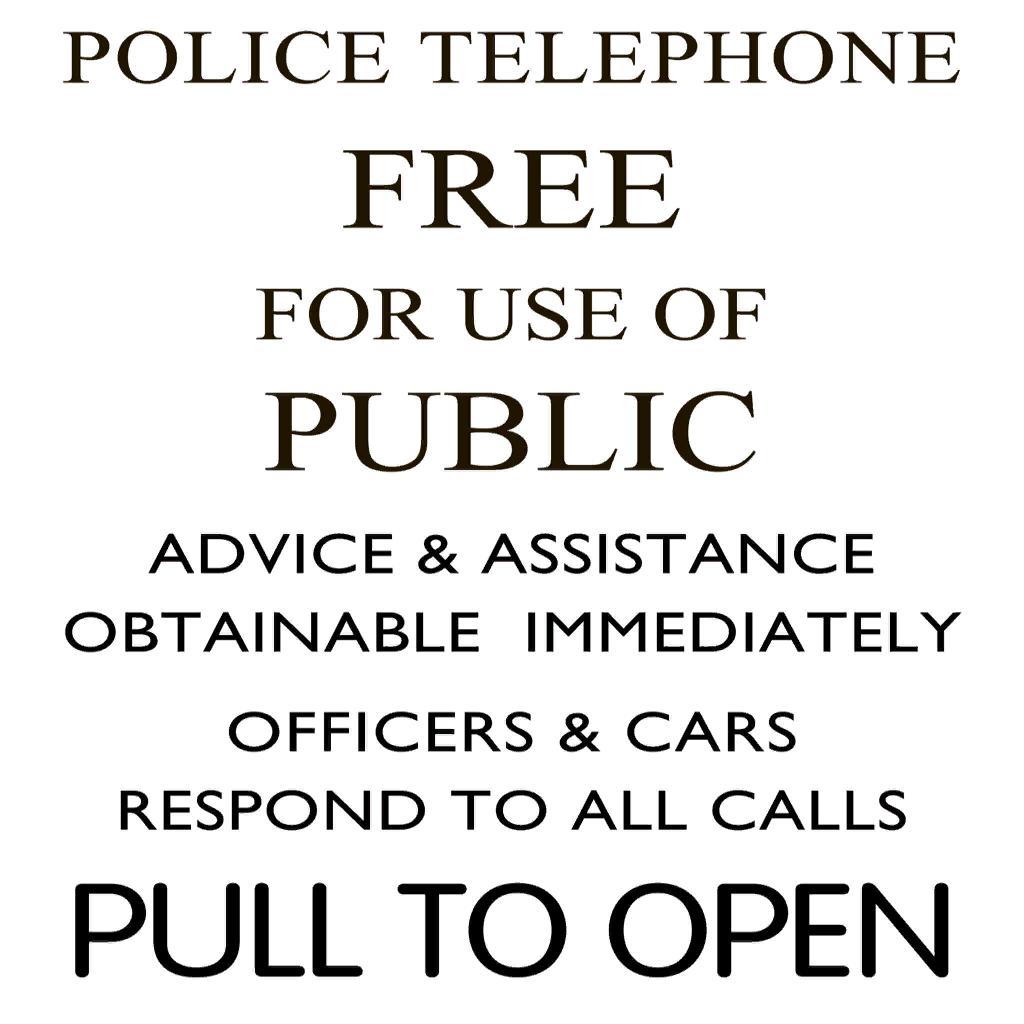 POLICE TELEPHONE
FREE
FOR USE OF
PUBLIC
ADVICE & ASSISTANCE
OBTAINABLE IMMEDIATELY
OFFICERS & CARS
RESPOND TO ALL CALLS
PULL TO OPEN